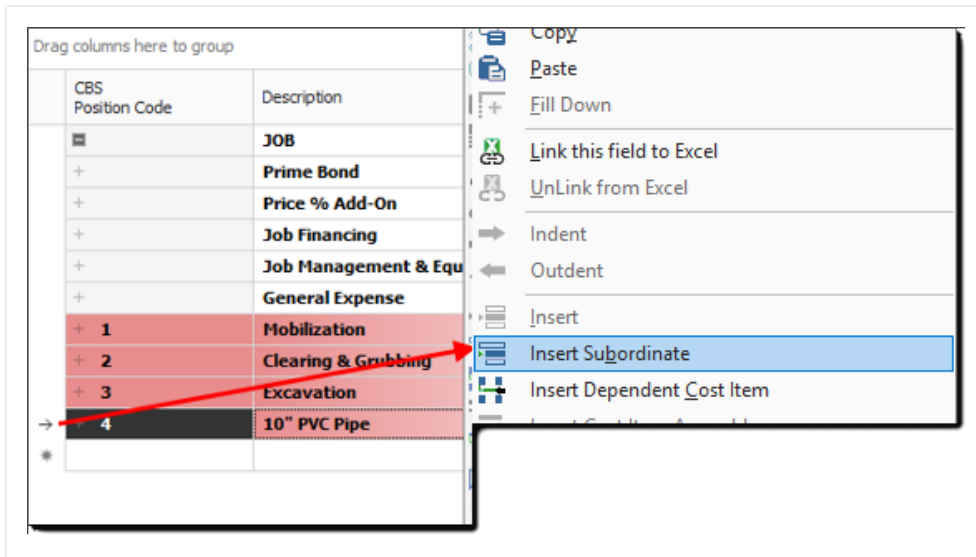 Drag columns here to group
CBS
Position Code
Description
JOB
Prime Bond
Price % Add-On
Job Financing
Job Management & Equ
General Expense
1 Mobilization
2 Clearing & Grubbing
3 Excavation
4 10" PVC Pipe
Copy
Paste
Fill Down
Link this field to Excel
UnLink from Excel
Indent
Outdent
Insert
Insert Subordinate
Insert Dependent Cost Item